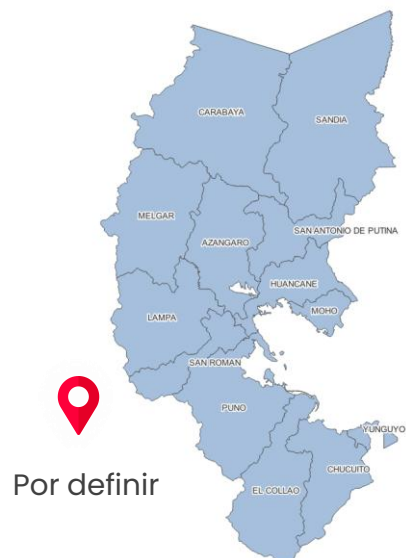 CARABAYA
SANDIA
MELGAR
SAN ANTONIO DE PUTINA
AZANGARO
HUANCANE
MOHO
LAMPA
SAN ROMAN
PUNO
YUNGUYO
CHUCUITO
EL COLLAO
Por definir